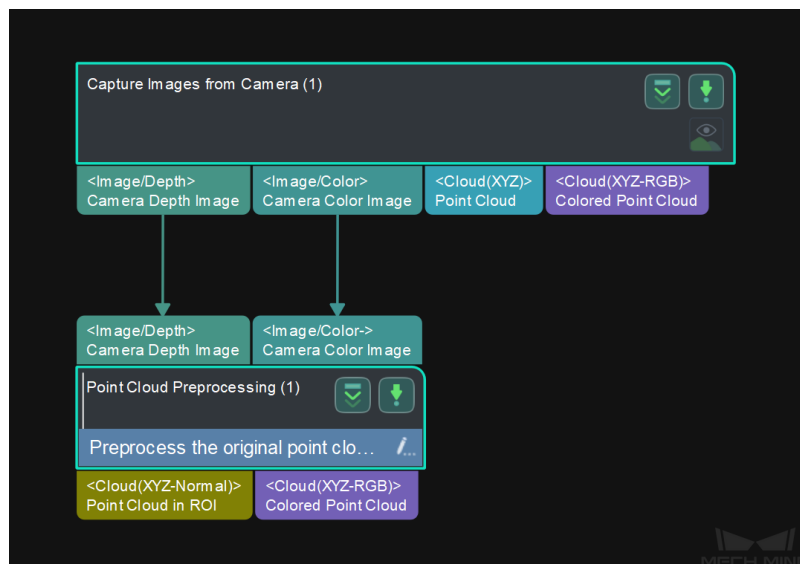 Capture Images from Camera (1)
<Image/Depth>
Camera Depth Image
<Image/Color>
Camera Color Image
<Cloud(XYZ)>
Point Cloud
<Cloud(XYZ-RGB)>
Colored Point Cloud
<Image/Depth>
Camera Depth Image
<Image/Color->
Camera Color Image
Point Cloud Preprocessing (1)
Preprocess the original point clo...
<Cloud(XYZ-Normal)>
Point Cloud in ROI
<Cloud(XYZ-RGB)>
Colored Point Cloud
MECH MIND